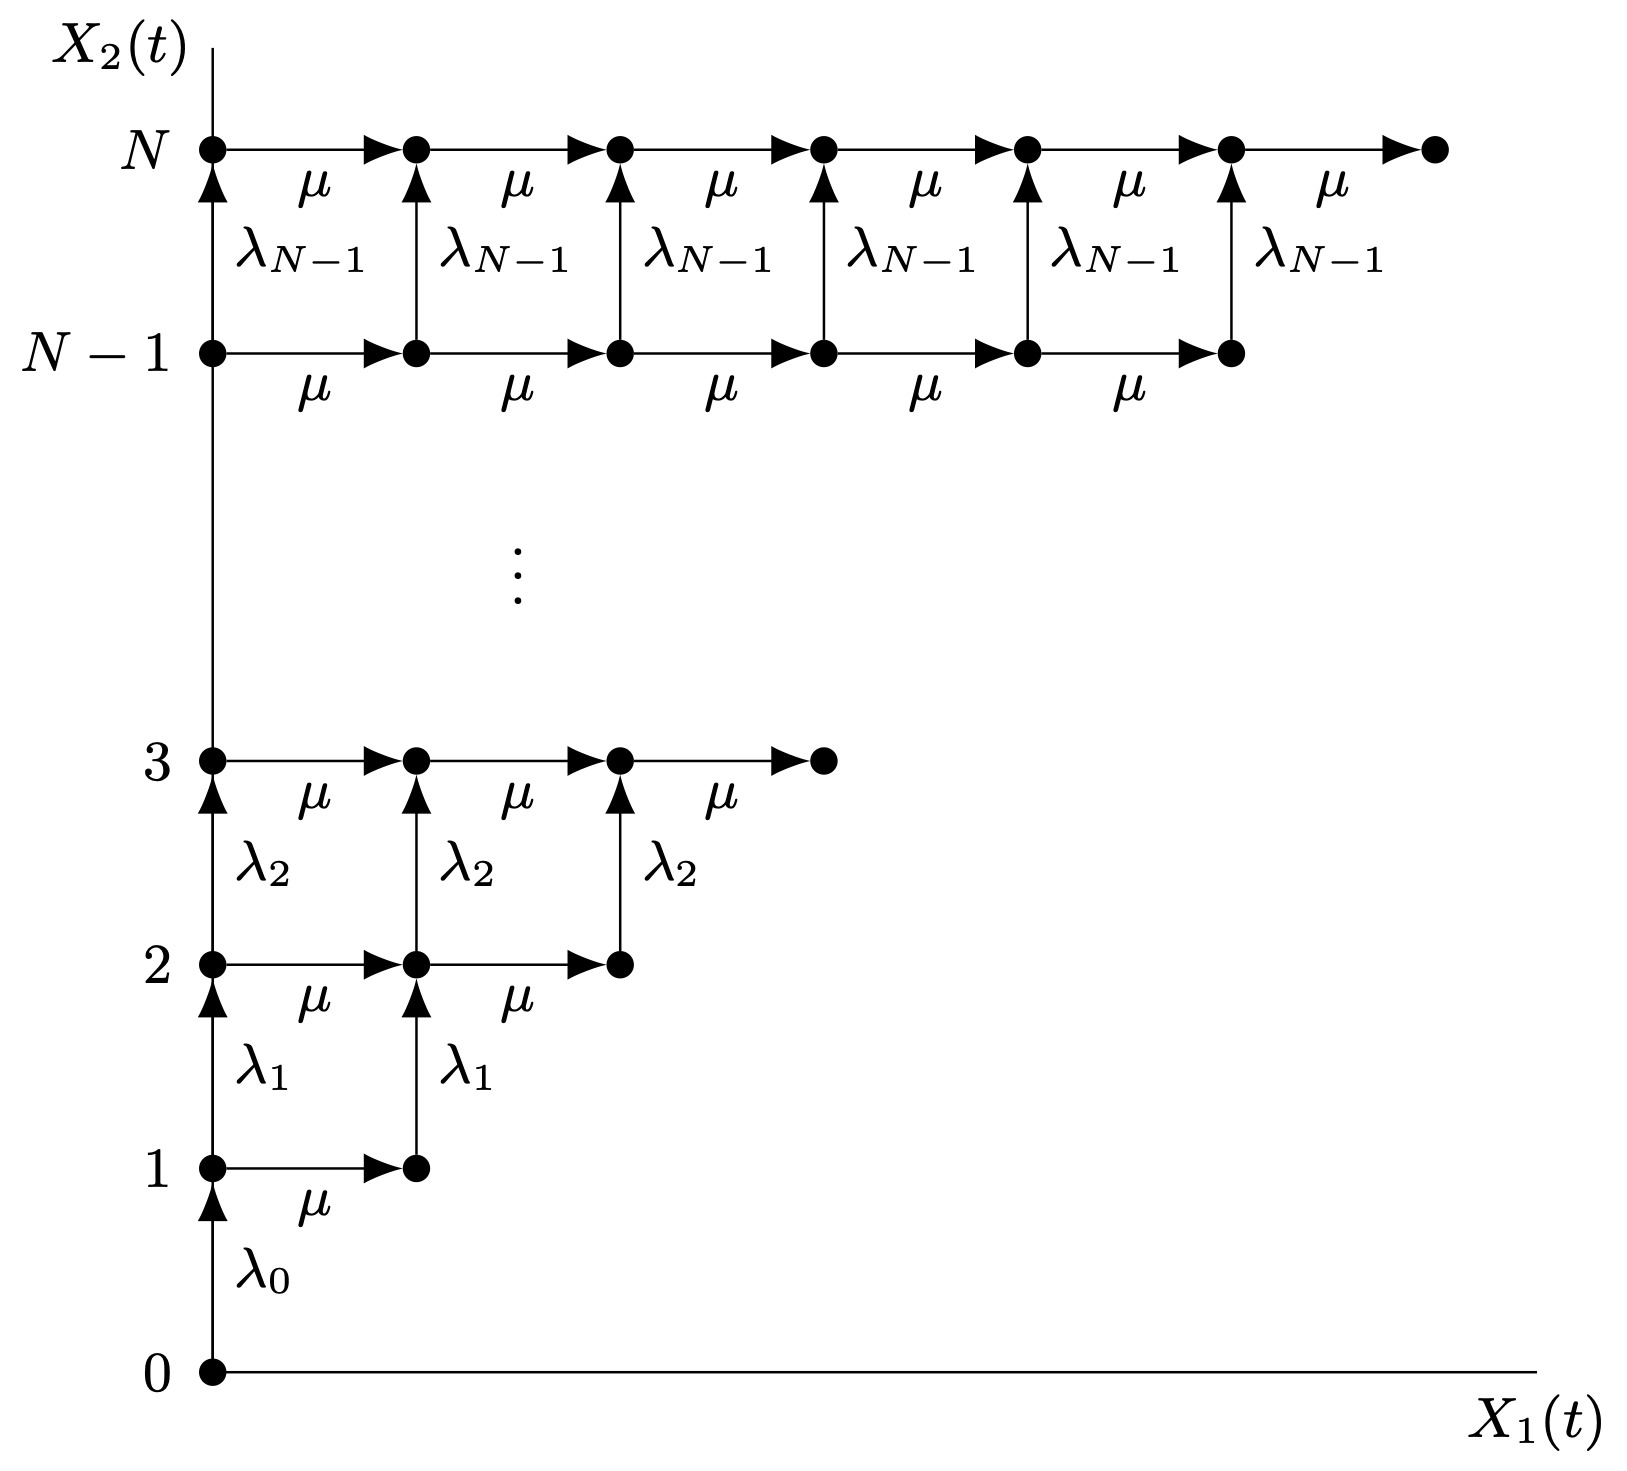 X₂(t)
N
μ μ μ μ μ μ
λ_{N−1} λ_{N−1} λ_{N−1} λ_{N−1} λ_{N−1} λ_{N−1}
N − 1
μ μ μ μ μ
⋮
3
μ μ μ
λ₂ λ₂ λ₂
2
μ μ
λ₁ λ₁
1
μ
λ₀
0
X₁(t)